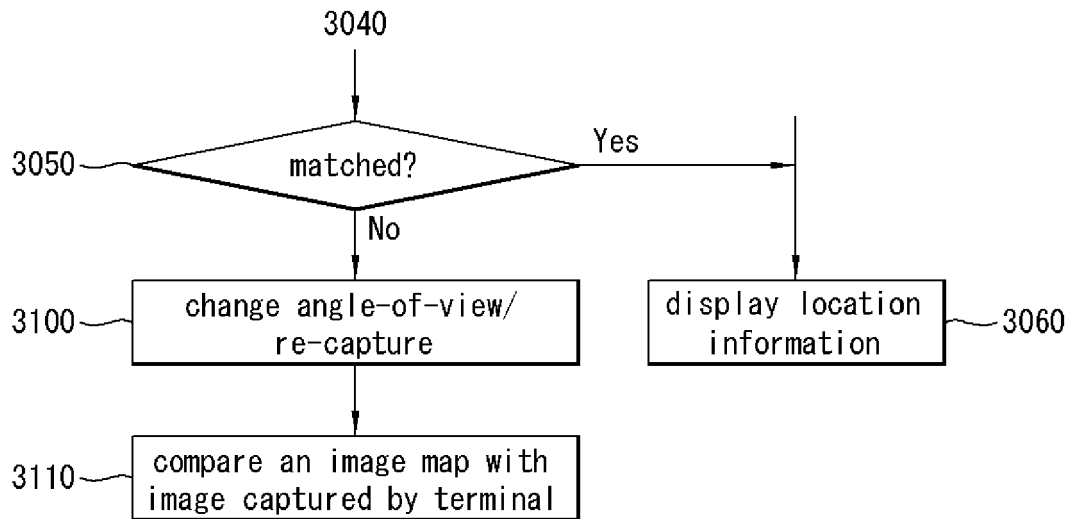 3040
3050
matched?
Yes
No
3100
change angle-of-view/
re-capture
display location
information
3060
3110
compare an image map with
image captured by terminal